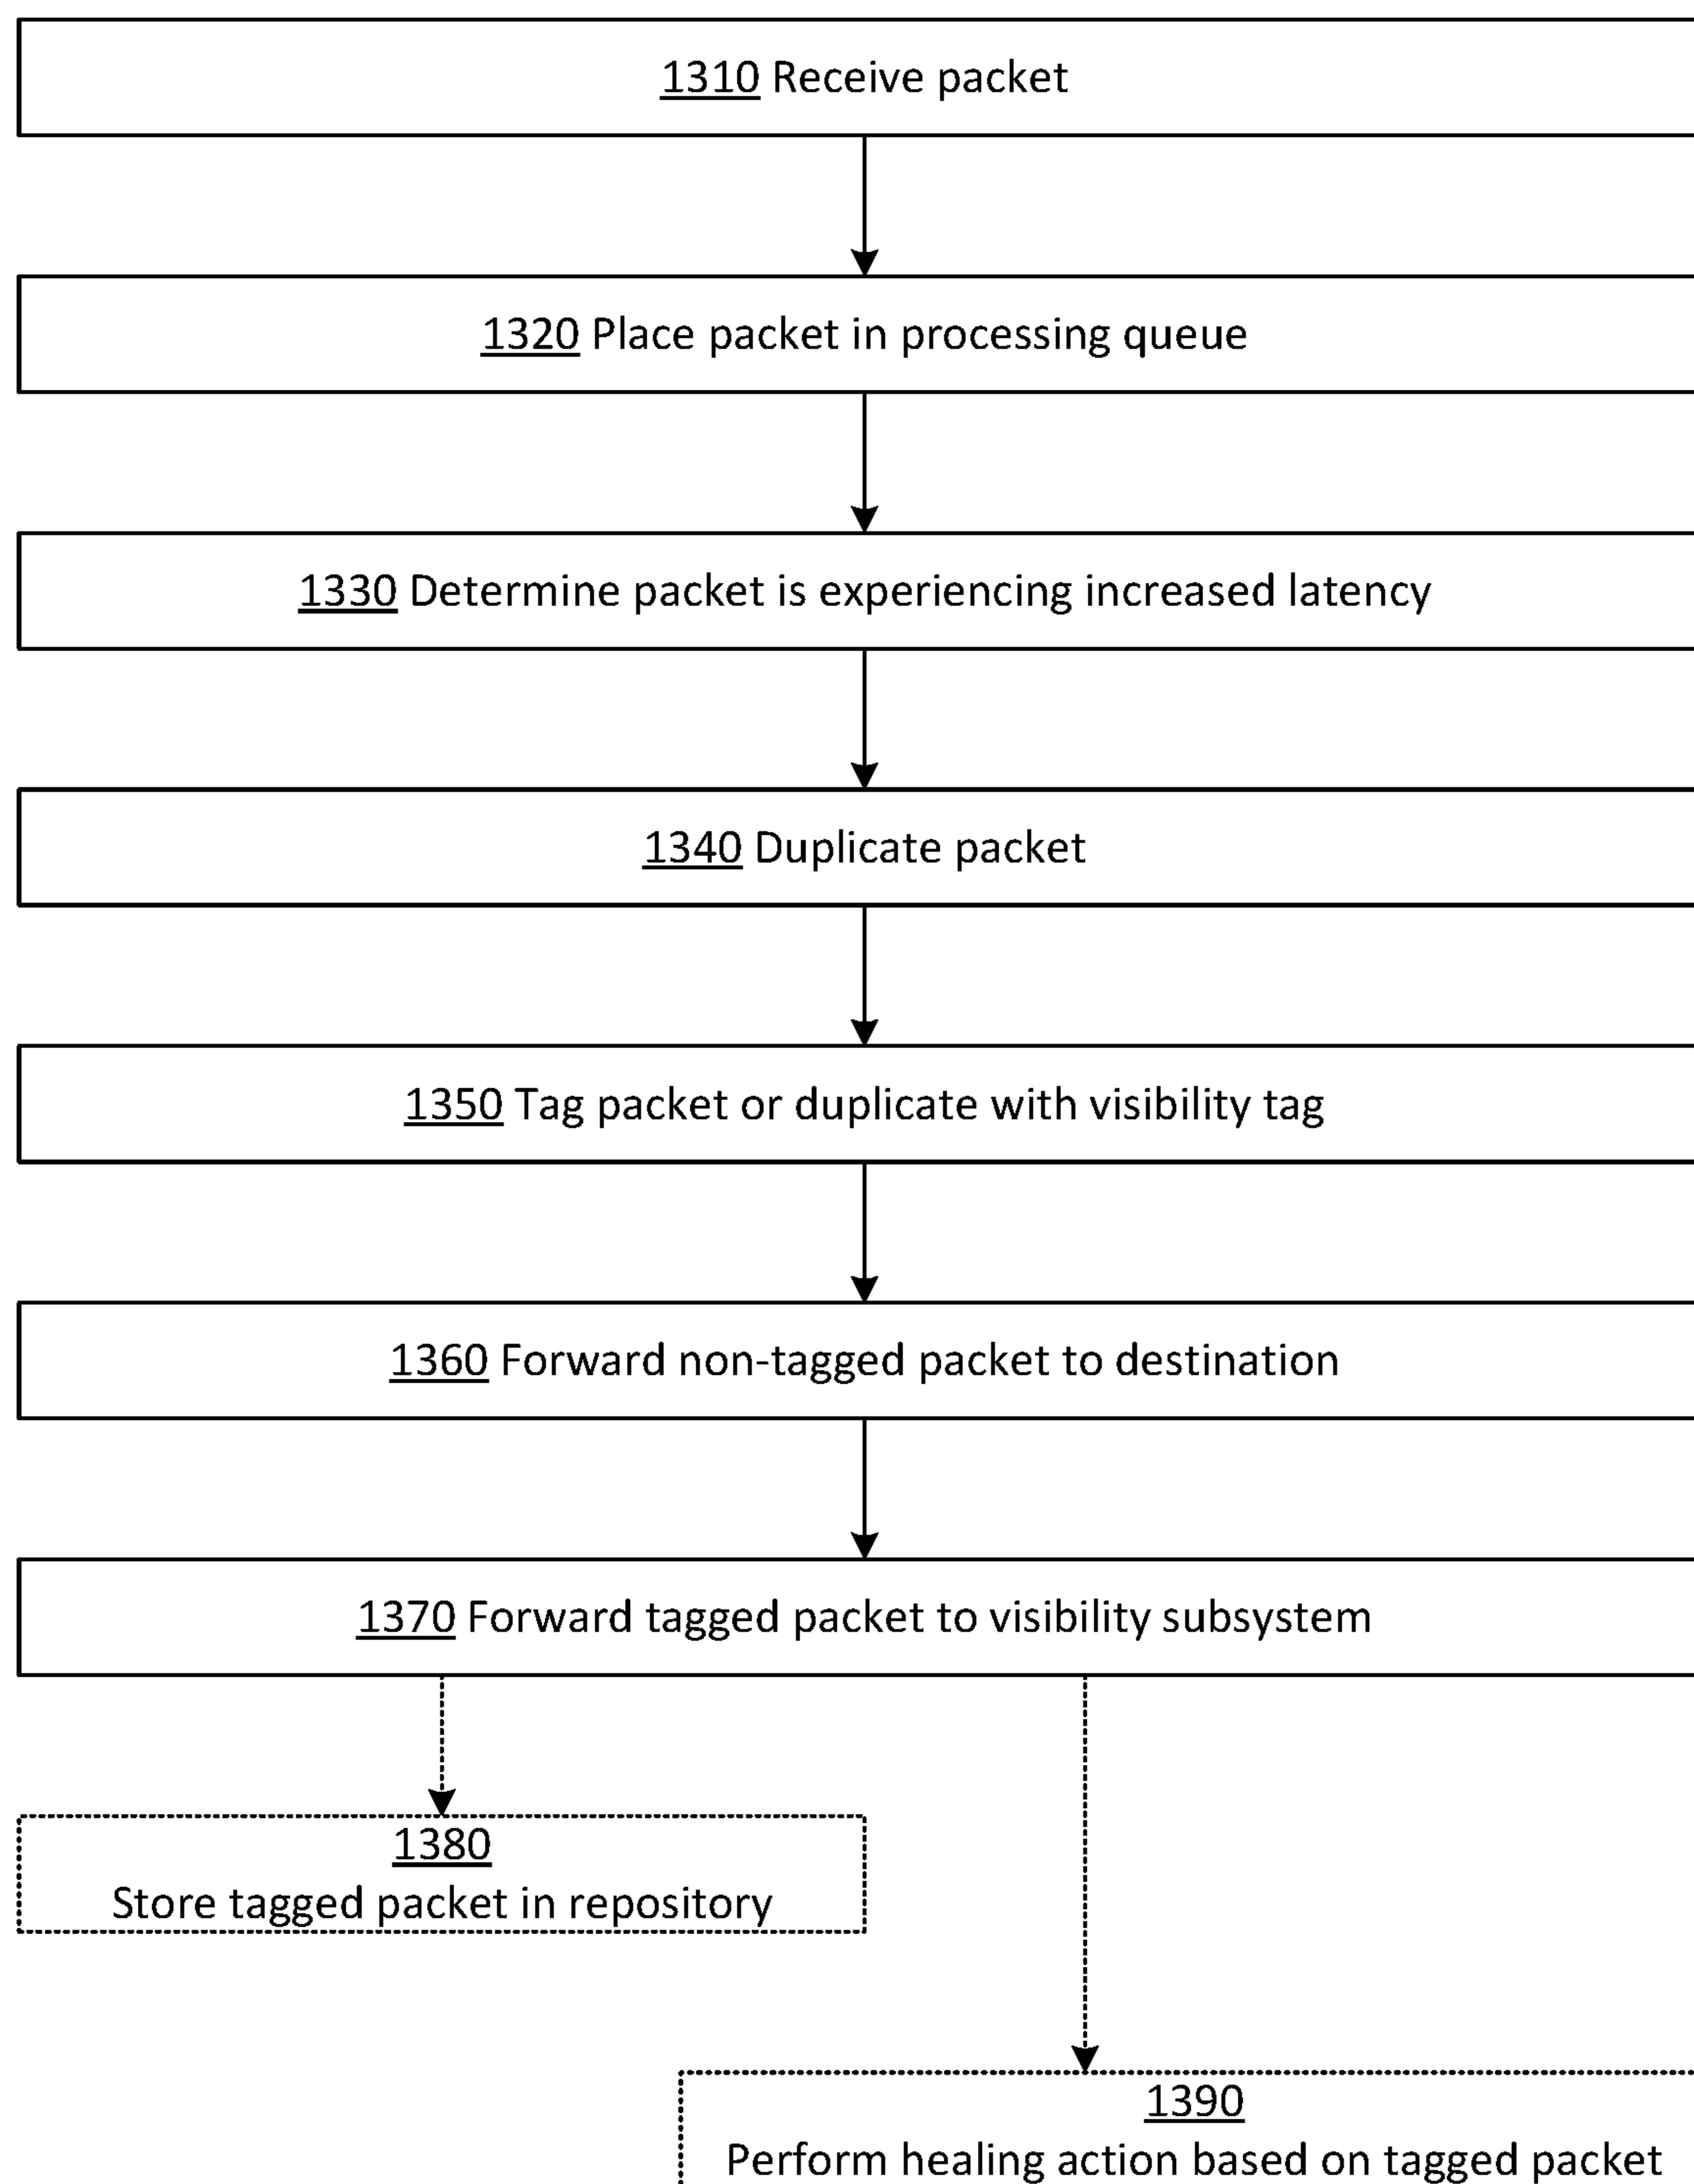 1310 Receive packet
1320 Place packet in processing queue
1330 Determine packet is experiencing increased latency
1340 Duplicate packet
1350 Tag packet or duplicate with visibility tag
1360 Forward non-tagged packet to destination
1370 Forward tagged packet to visibility subsystem
1380
Store tagged packet in repository
1390
Perform healing action based on tagged packet